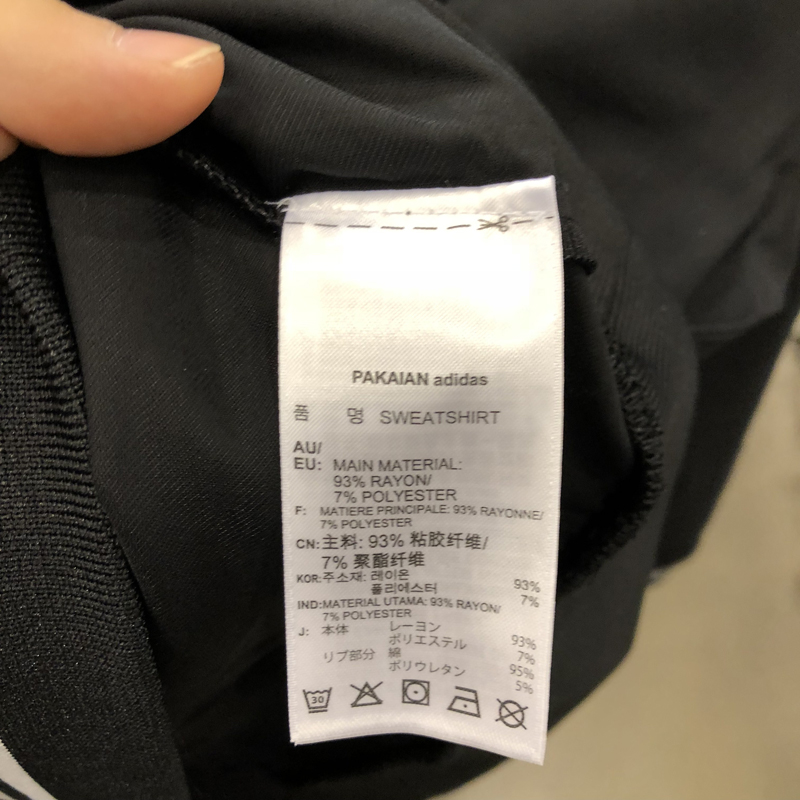 PAKAIAN adidas
품 명 SWEATSHIRT
AU/
EU: MAIN MATERIAL:
93% RAYON/
7% POLYESTER
F: MATIERE PRINCIPALE: 93% RAYONNE/
7% POLYESTER
CN: 主料: 93% 粘胶纤维/
7% 聚酯纤维
KOR: 주소재: 레이온 93%
폴리에스터 7%
IND: MATERIAL UTAMA: 93% RAYON/
7% POLYESTER
J: 本体 レーヨン 93%
ポリエステル 7%
リブ部分 綿 95%
ポリウレタン 5%
30